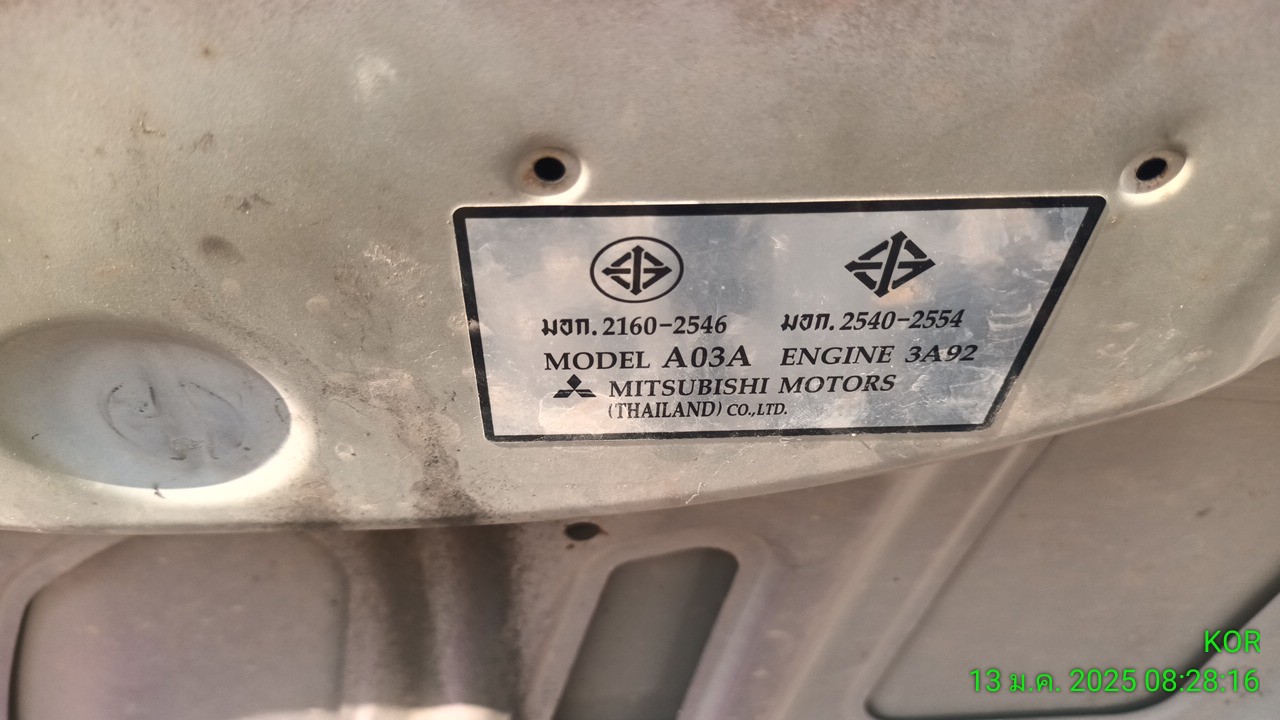 มอก. 2160-2546 มอก. 2540-2554
MODEL A03A ENGINE 3A92
MITSUBISHI MOTORS
(THAILAND) CO.,LTD.
KOR
13 ม.ค. 2025 08:28:16